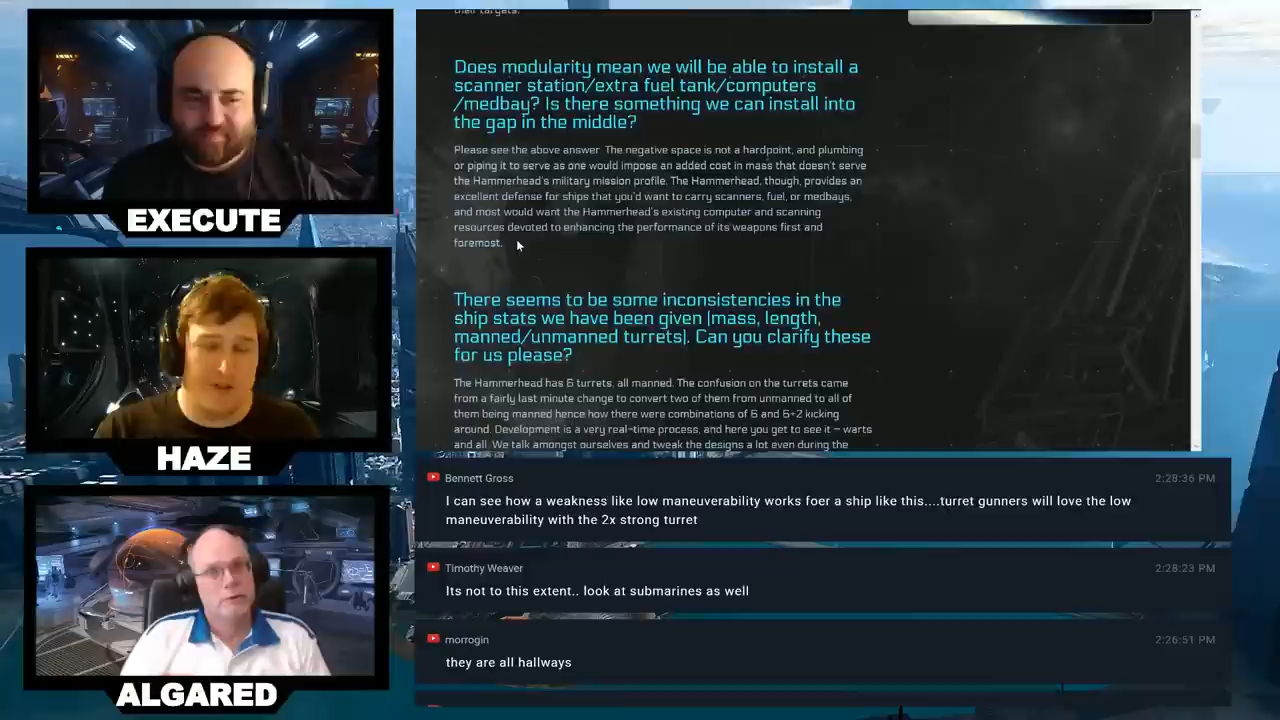 their targets.
Does modularity mean we will be able to install a
scanner station/extra fuel tank/computers
/medbay? Is there something we can install into
the gap in the middle?
Please see the above answer. The negative space is not a hardpoint, and plumbing
or piping it to serve as one would impose an added cost in mass that doesn't serve
the Hammerhead's military mission profile. The Hammerhead, though, provides an
excellent defense for ships that you'd want to carry scanners, fuel, or medbays,
and most would want the Hammerhead's existing computer and scanning
resources devoted to enhancing the performance of its weapons first and
foremost.
There seems to be some inconsistencies in the
ship stats we have been given (mass, length,
manned/unmanned turrets). Can you clarify these
for us please?
The Hammerhead has 6 turrets, all manned. The confusion on the turrets came
from a fairly last minute change to convert two of them from unmanned to all of
them being manned hence how there were combinations of 6 and 6+2 kicking
around. Development is a very real-time process, and here you get to see it – warts
and all. We talk amongst ourselves and tweak the designs a lot even during the
EXECUTE
HAZE
ALGARED
Bennett Gross 2:28:36 PM
I can see how a weakness like low maneuverability works foer a ship like this....turret gunners will love the low
maneuverability with the 2x strong turret
Timothy Weaver 2:28:23 PM
Its not to this extent.. look at submarines as well
morrogin 2:26:51 PM
they are all hallways